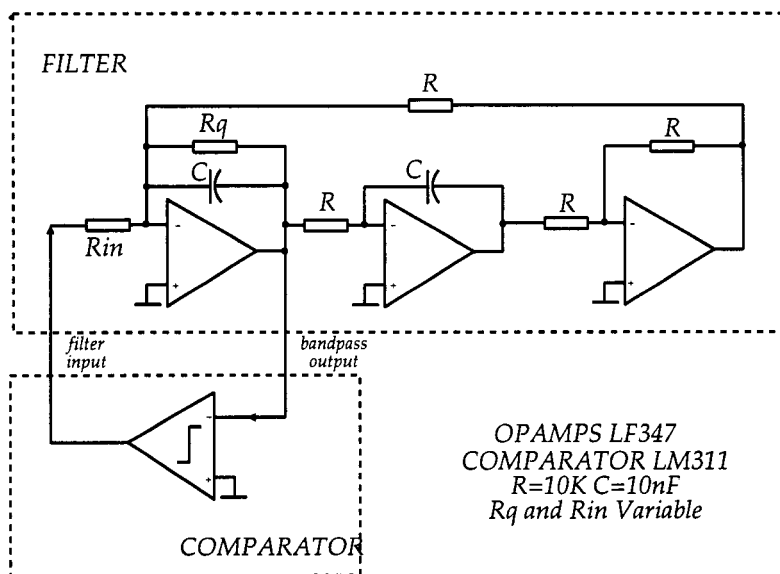 FILTER
R
Rq
R
C
C
R
R
Rin
-
-
-
+
+
+
filter
input
bandpass
output
-
+
OPAMPS LF347
COMPARATOR LM311
R=10K C=10nF
Rq and Rin Variable
COMPARATOR